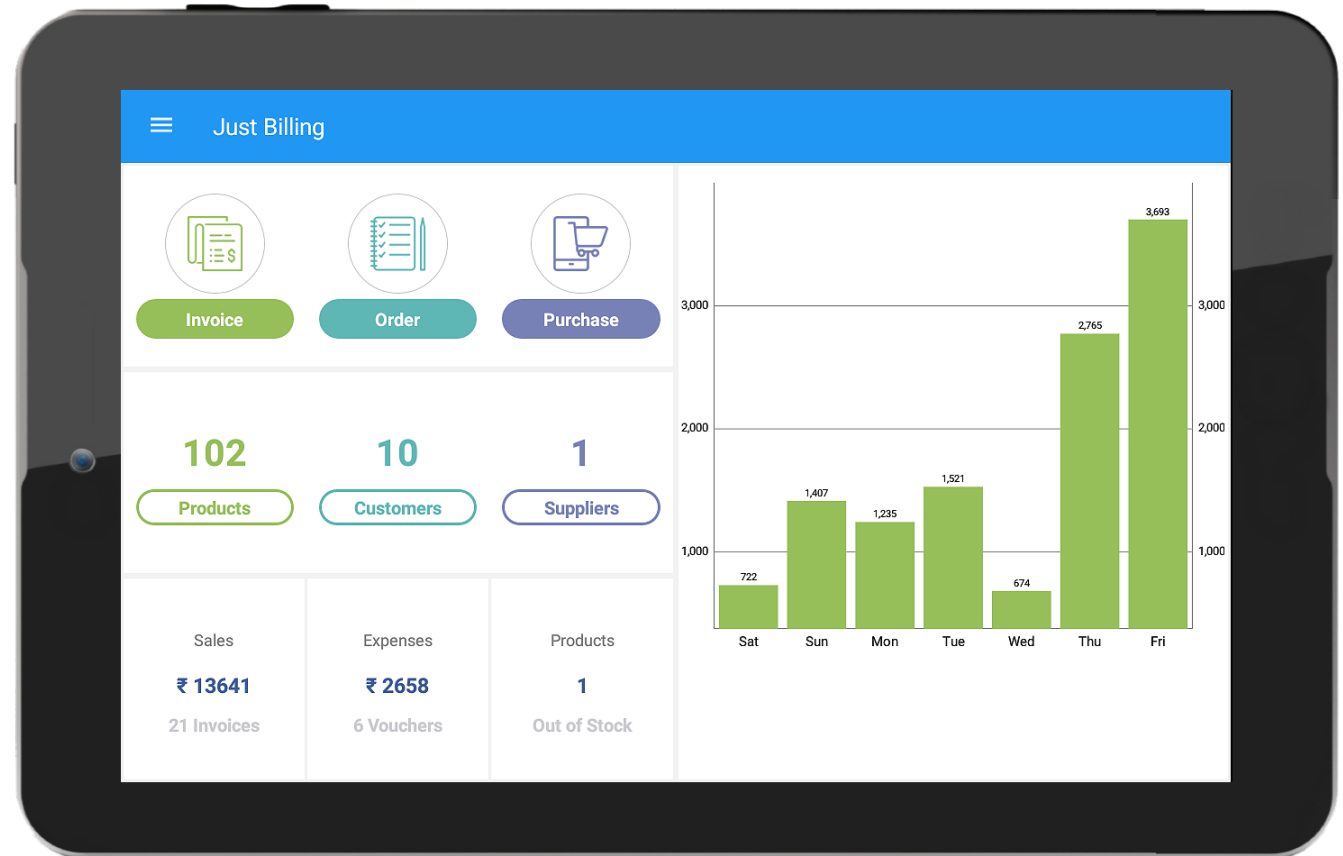 Just Billing
$
Invoice
Order
Purchase
102
10
1
Products
Customers
Suppliers
Sales
₹ 13641
21 Invoices
Expenses
₹ 2658
6 Vouchers
Products
1
Out of Stock
3,693
3,000
3,000
2,765
2,000
2,000
1,521
1,407
1,235
1,000
1,000
722
674
Sat
Sun
Mon
Tue
Wed
Thu
Fri